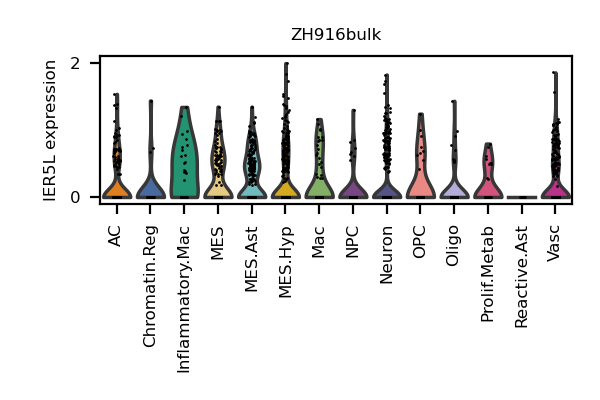 ZH916bulk
IER5L expression
2
0
AC
Chromatin.Reg
Inflammatory.Mac
MES
MES.Ast
MES.Hyp
Mac
NPC
Neuron
OPC
Oligo
Prolif.Metab
Reactive.Ast
Vasc